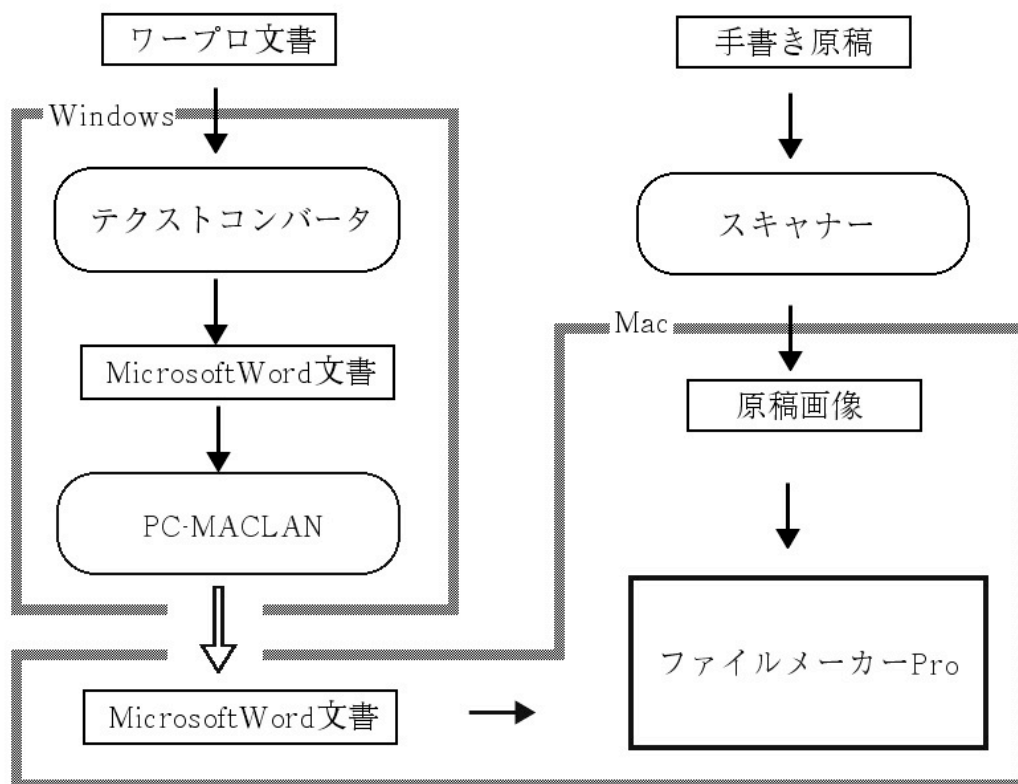 ワープロ文書
手書き原稿
Windows
テクストコンバータ
スキャナー
Mac
MicrosoftWord文書
原稿画像
PC-MACLAN
ファイルメーカーPro
MicrosoftWord文書